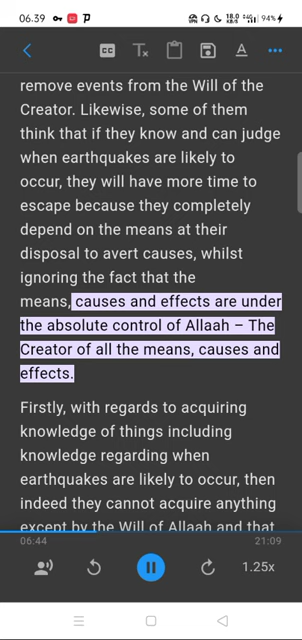 06.39
18.0 KB/S
94%
CC
remove events from the Will of the
Creator. Likewise, some of them
think that if they know and can judge
when earthquakes are likely to
occur, they will have more time to
escape because they completely
depend on the means at their
disposal to avert causes, whilst
ignoring the fact that the
means, causes and effects are under
the absolute control of Allaah – The
Creator of all the means, causes and
effects.
Firstly, with regards to acquiring
knowledge of things including
knowledge regarding when
earthquakes are likely to occur, then
indeed they cannot acquire anything
except by the Will of Allaah and that
06:44
21:09
1.25x